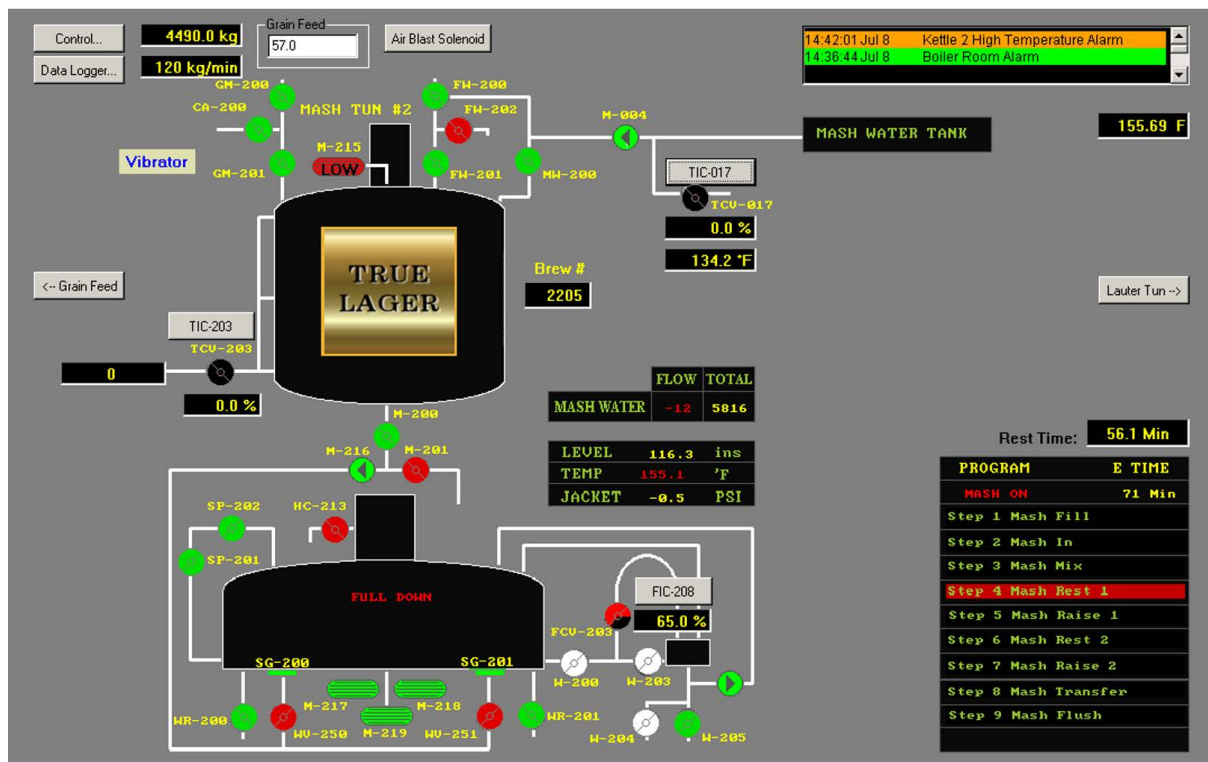 Control...
4490.0 kg
Grain Feed
57.0
Air Blast Solenoid
Data Logger...
120 kg/min
14:42:01 Jul 8 Kettle 2 High Temperature Alarm
14:36:44 Jul 8 Boiler Room Alarm
GM-200
FW-200
CA-200
MASH TUN #2
FW-202
M-004
MASH WATER TANK
155.69 F
M-215
Vibrator
LOW
GM-201
FW-201
MW-200
TIC-017
TCV-017
0.0 %
134.2 °F
TRUE
LAGER
Brew #
2205
<-- Grain Feed
Lauter Tun -->
TIC-203
TCV-203
0
0.0 %
FLOW TOTAL
MASH WATER -12 5816
M-200
M-216
M-201
LEVEL 116.3 ins
TEMP 155.1 'F
JACKET -0.5 PSI
Rest Time: 56.1 Min
PROGRAM E TIME
MASH ON 71 Min
Step 1 Mash Fill
Step 2 Mash In
Step 3 Mash Mix
Step 4 Mash Rest 1
Step 5 Mash Raise 1
Step 6 Mash Rest 2
Step 7 Mash Raise 2
Step 8 Mash Transfer
Step 9 Mash Flush
SP-202
HC-213
SP-201
FULL DOWN
FIC-208
65.0 %
FCV-203
SG-200
SG-201
W-200
W-203
M-217
M-218
WR-200
WV-250
M-219
WV-251
WR-201
W-204
W-205